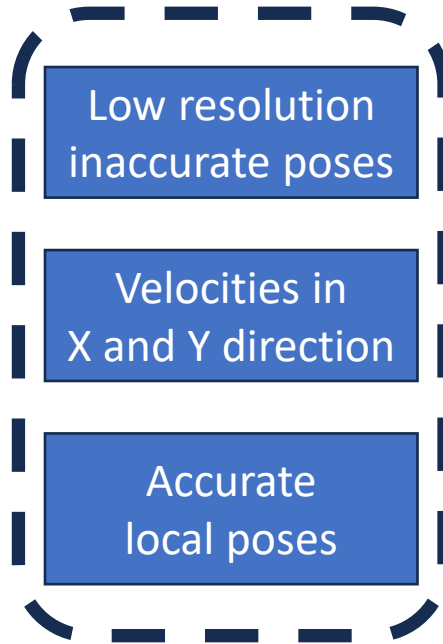 Low resolution
inaccurate poses
Velocities in
X and Y direction
Accurate
local poses